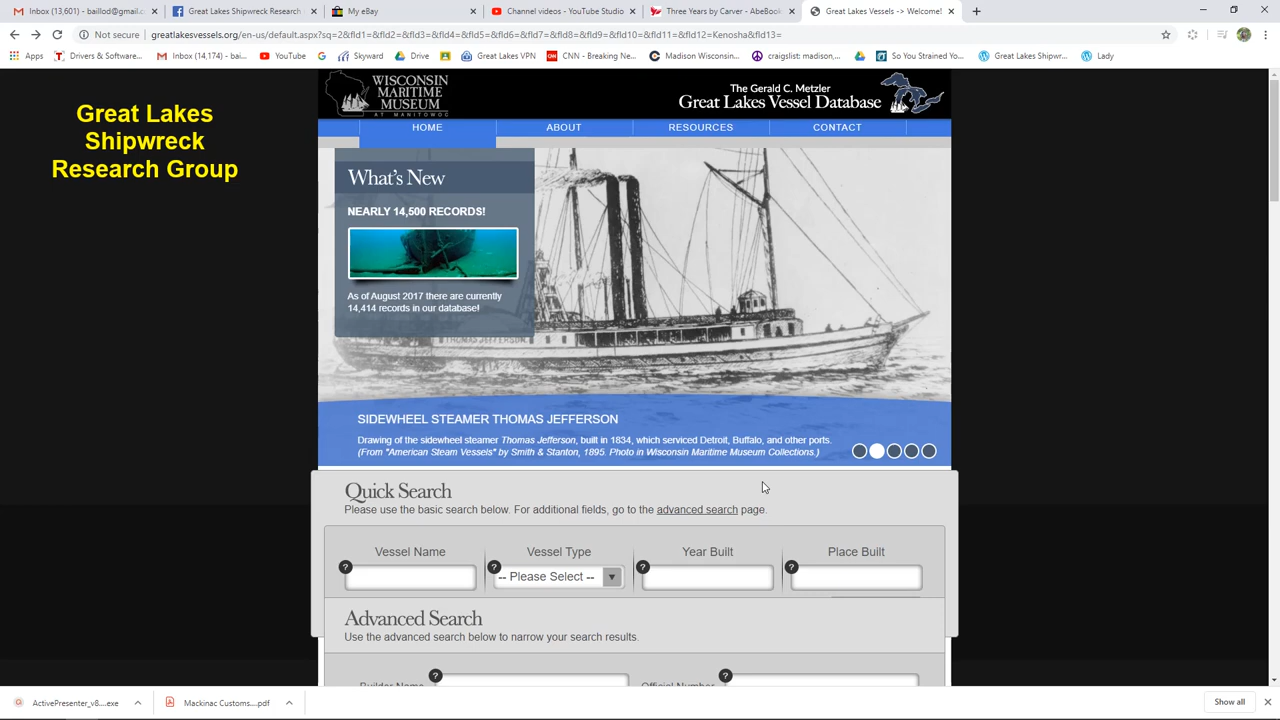 Inbox (13,601) - baillod@gmail.c
Great Lakes Shipwreck Research
My eBay
Channel videos - YouTube Studio
Three Years by Carver - AbeBook
Great Lakes Vessels -> Welcome!
Not secure
greatlakesvessels.org/en-us/default.aspx?sq=2&fld1=&fld2=&fld3=&fld4=&fld5=&fld6=&fld7=&fld8=&fld9=&fld10=&fld11=&fld12=Kenosha&fld13=
Drivers & Software...
Inbox (14,174) - bai...
YouTube
Skyward
Drive
Great Lakes VPN
CNN - Breaking Ne...
Madison Wisconsin...
craigslist: madison,...
So You Strained Yo...
Great Lakes Shipwr...
Lady
Great Lakes
Shipwreck
Research Group
WISCONSIN
MARITIME
MUSEUM
AT MANITOWOC
The Gerald C. Metzler
Great Lakes Vessel Database
HOME
ABOUT
RESOURCES
CONTACT
What's New
NEARLY 14,500 RECORDS!
As of August 2017 there are currently
14,414 records in our database!
THOMAS JEFFERSON
SIDEWHEEL STEAMER THOMAS JEFFERSON
Drawing of the sidewheel steamer Thomas Jefferson, built in 1834, which serviced Detroit, Buffalo, and other ports.
(From "American Steam Vessels" by Smith & Stanton, 1895. Photo in Wisconsin Maritime Museum Collections.)
Quick Search
Please use the basic search below. For additional fields, go to the advanced search page.
Vessel Name
Vessel Type
Year Built
Place Built
?
? -- Please Select --
?
?
Advanced Search
Use the advanced search below to narrow your search results.
Builder Name
?
Official Number
?
ActivePresenter_v8....exe
Mackinac Customs....pdf
Show all